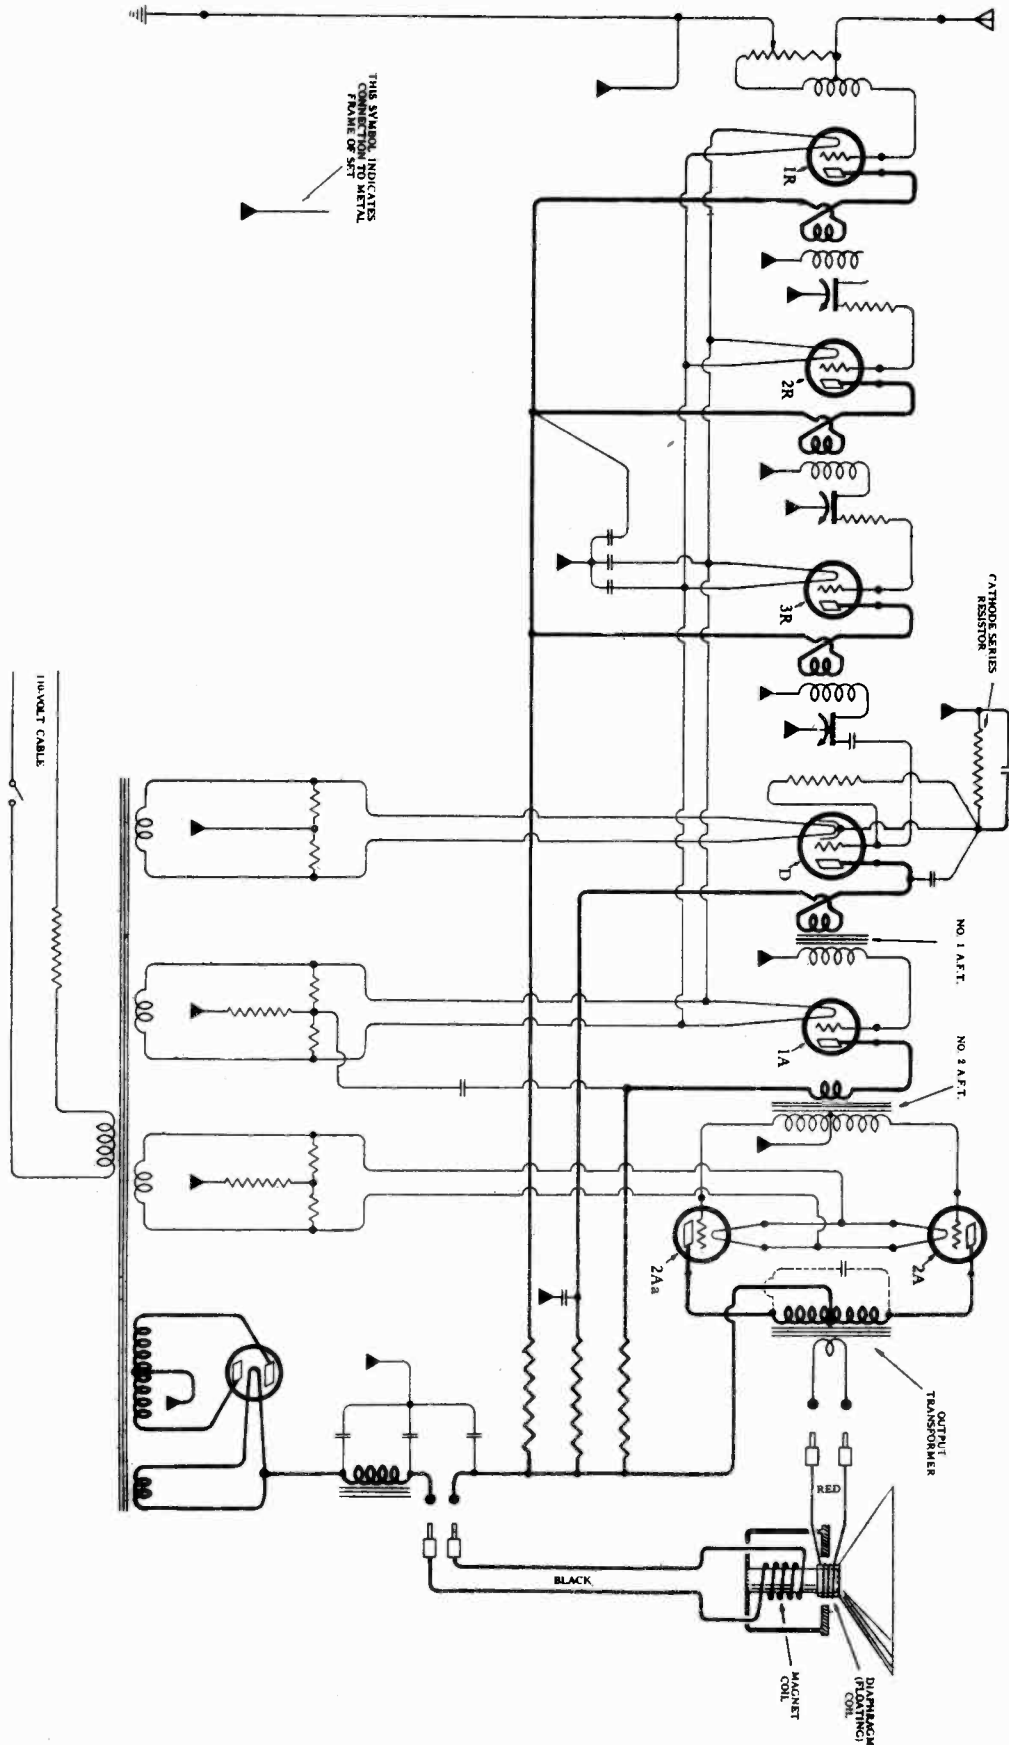 THIS SYMBOL INDICATES
CONNECTION TO METAL
FRAME OF SET
1R
2R
3R
CATHODE SERIES
RESISTOR
D
NO. 1 A.F.T.
1A
NO. 2 A.F.T.
2A
2Aa
OUTPUT
TRANSFORMER
RED
BLACK
MAGNET
COIL
DIAPHRAGM
(FLOATING)
COIL
110-VOLT CABLE